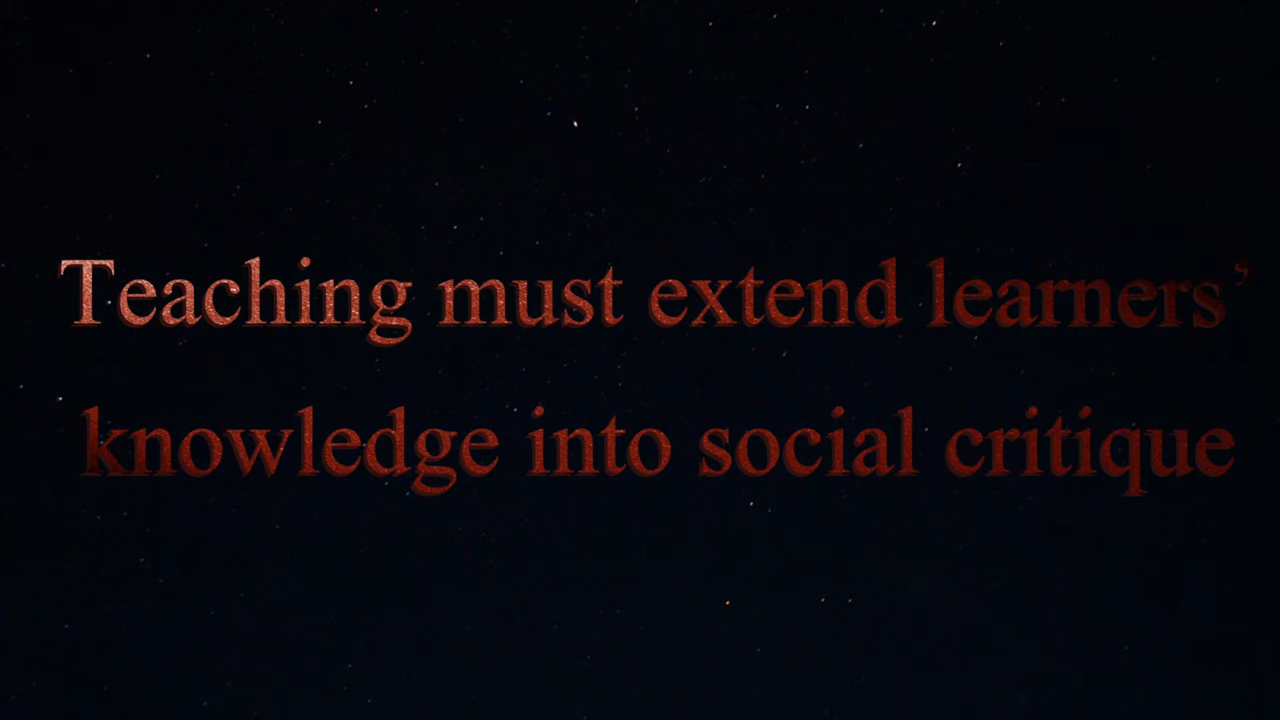 Teaching must extend learners’
knowledge into social critique